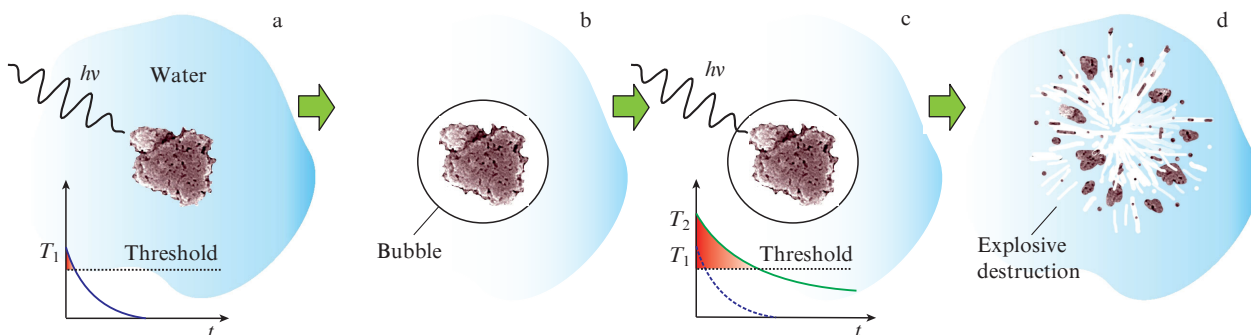 a
hν
Water
T1
Threshold
t
b
Bubble
c
hν
T2
T1
Threshold
t
d
Explosive
destruction